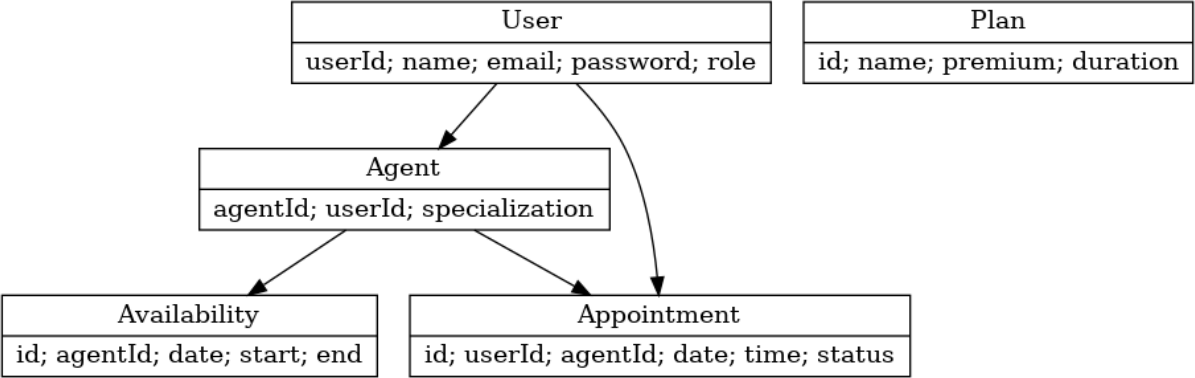 User
userId; name; email; password; role
Plan
id; name; premium; duration
Agent
agentId; userId; specialization
Availability
id; agentId; date; start; end
Appointment
id; userId; agentId; date; time; status